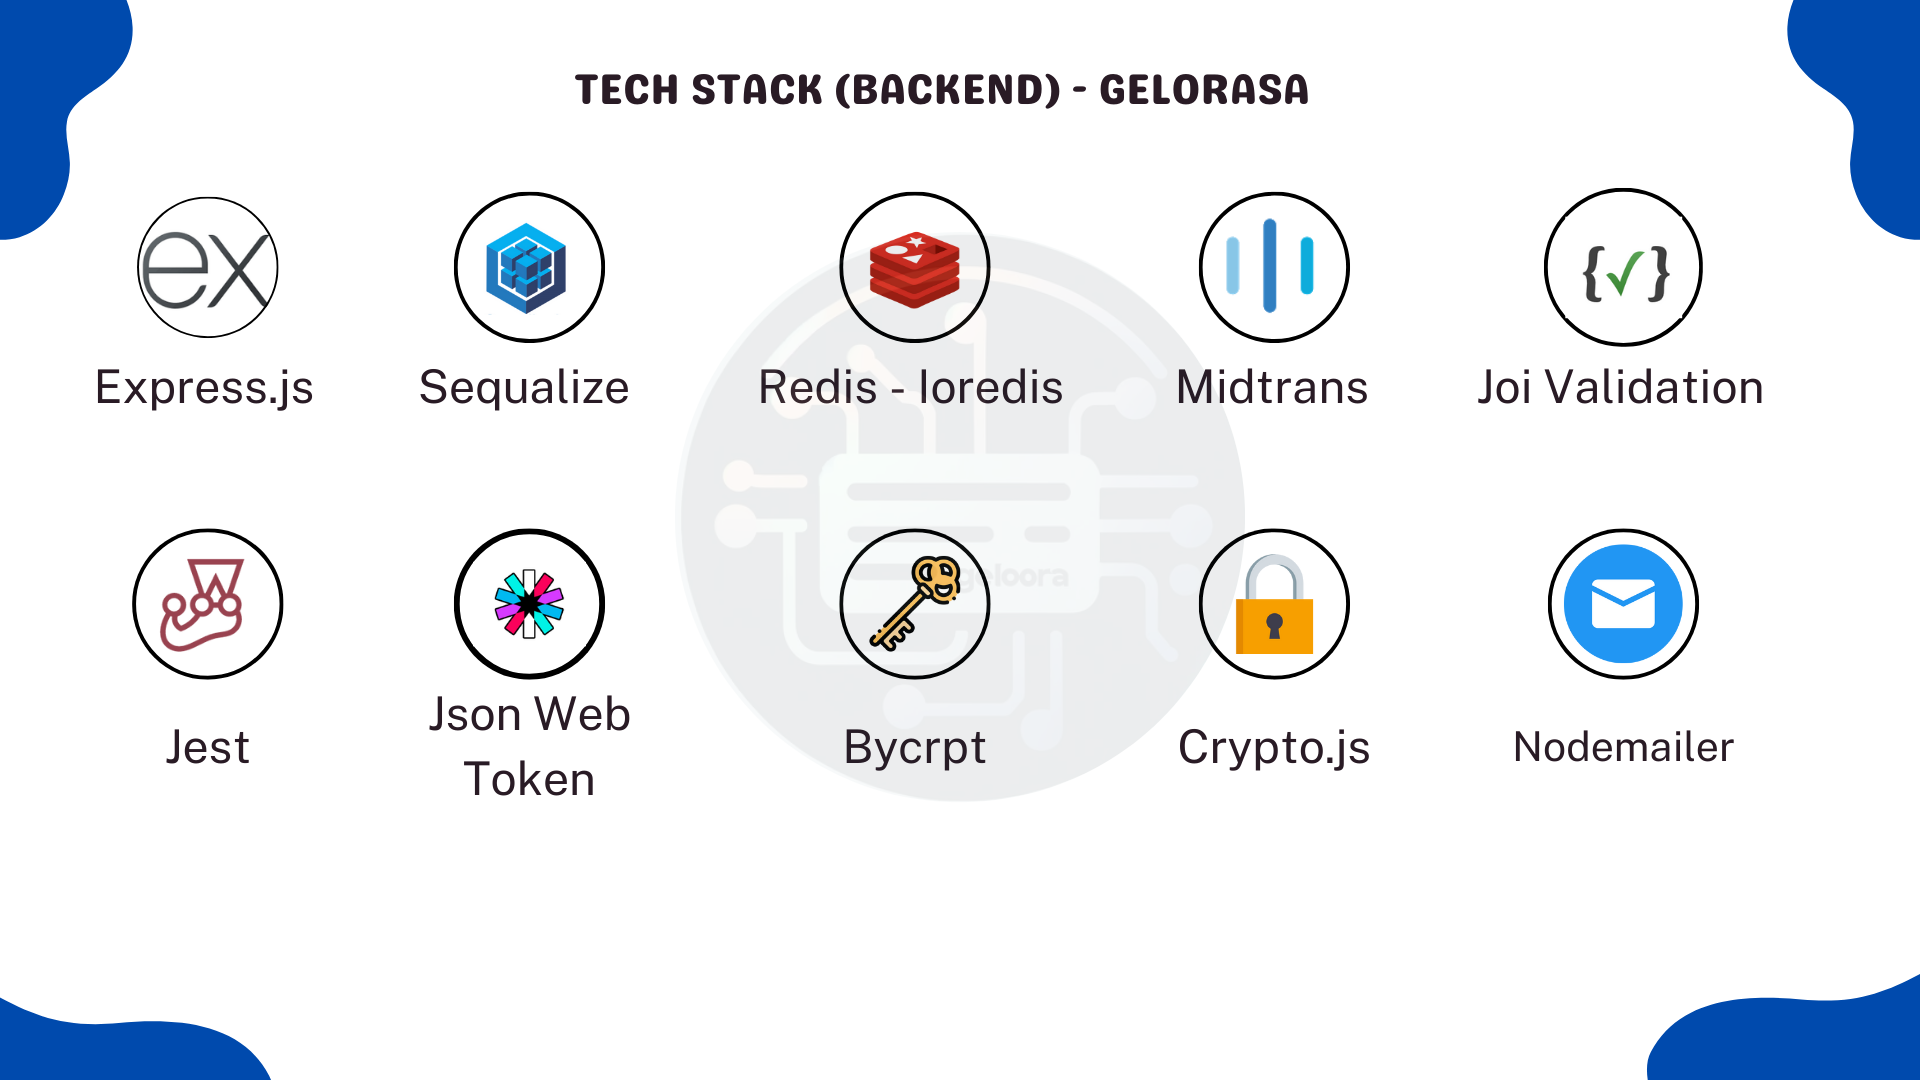 TECH STACK (BACKEND) - GELORASA
ex
Express.js
Sequalize
Redis - Ioredis
Midtrans
Joi Validation
geloora
Jest
Json Web
Token
Bycrpt
Crypto.js
Nodemailer